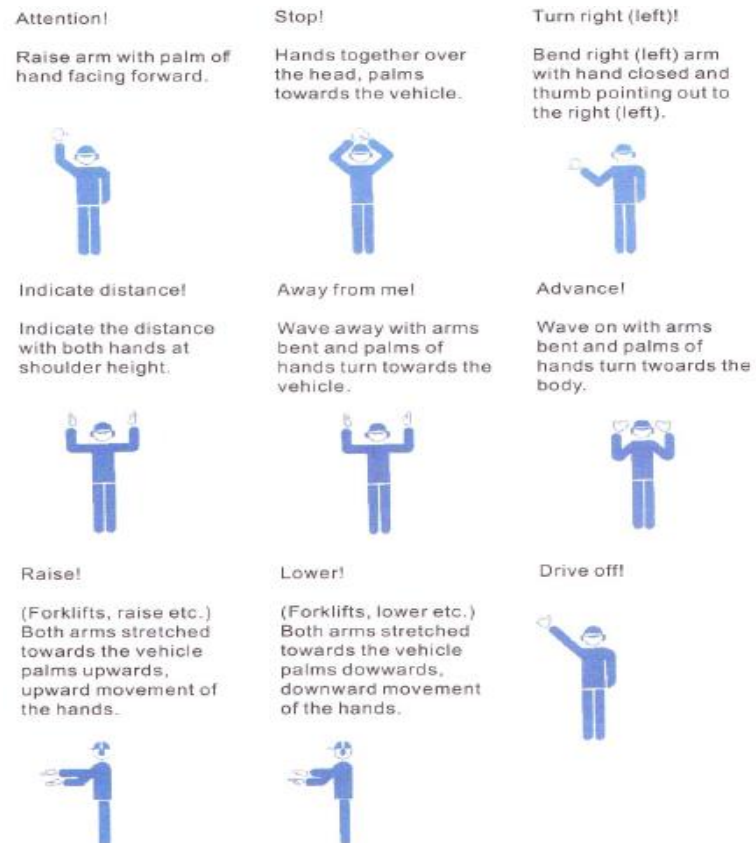 Attention!
Raise arm with palm of
hand facing forward.
Stop!
Hands together over
the head, palms
towards the vehicle.
Turn right (left)!
Bend right (left) arm
with hand closed and
thumb pointing out to
the right (left).
Indicate distance!
Indicate the distance
with both hands at
shoulder height.
Away from me!
Wave away with arms
bent and palms of
hands turn towards the
vehicle.
Advance!
Wave on with arms
bent and palms of
hands turn twoards the
body.
Raise!
(Forklifts, raise etc.)
Both arms stretched
towards the vehicle
palms upwards,
upward movement of
the hands.
Lower!
(Forklifts, lower etc.)
Both arms stretched
towards the vehicle
palms dowwards,
downward movement
of the hands.
Drive off!